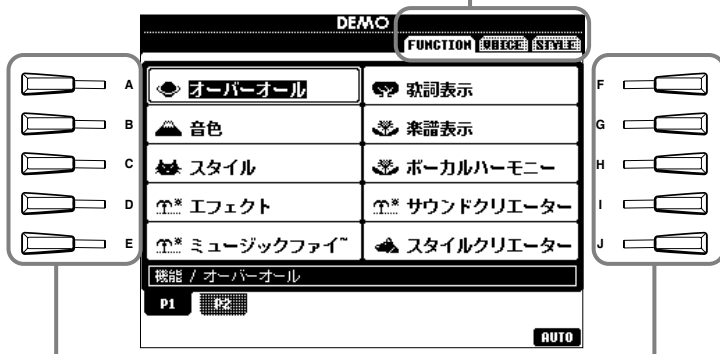 DEMO
FUNCTION VOICE STYLE
A オーバーオール 歌詞表示 F
B 音色 楽譜表示 G
C スタイル ボーカルハーモニー H
D エフェクト サウンドクリエーター I
E ミュージックファイ~ スタイルクリエーター J
機能 / オーバーオール
P1 P2
AUTO